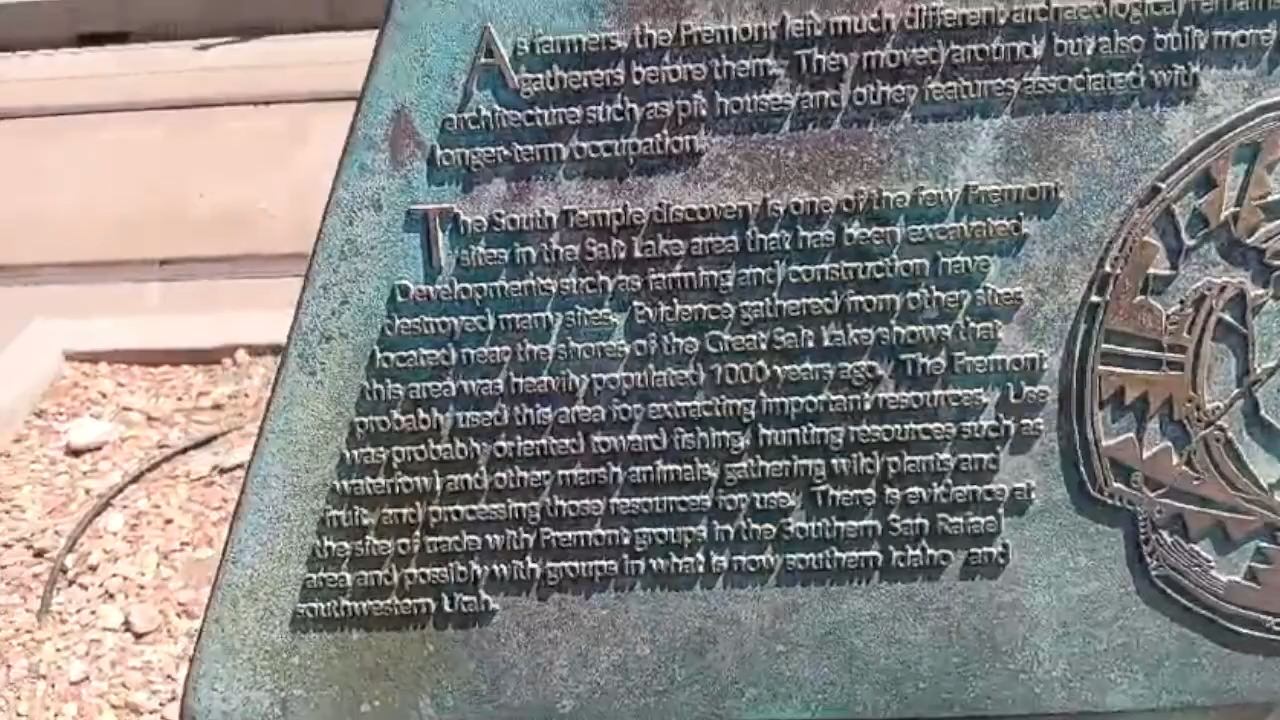 As farmers, the Fremont left much different archaeological remains
gatherers before them. They moved around, but also built more
architecture such as pit houses and other features associated with
longer-term occupation.
The South Temple discovery is one of the few Fremont
sites in the Salt Lake area that has been excavated.
Developments such as farming and construction have
destroyed many sites. Evidence gathered from other sites
located near the shores of the Great Salt Lake shows that
this area was heavily populated 1000 years ago. The Fremont
probably used this area for extracting important resources. Use
was probably oriented toward fishing, hunting resources such as
waterfowl and other marsh animals, gathering wild plants and
fruit, and processing those resources for use. There is evidence at
the site of trade with Fremont groups in the Southern San Rafael
area and possibly with groups in what is now southern Idaho and
southwestern Utah.